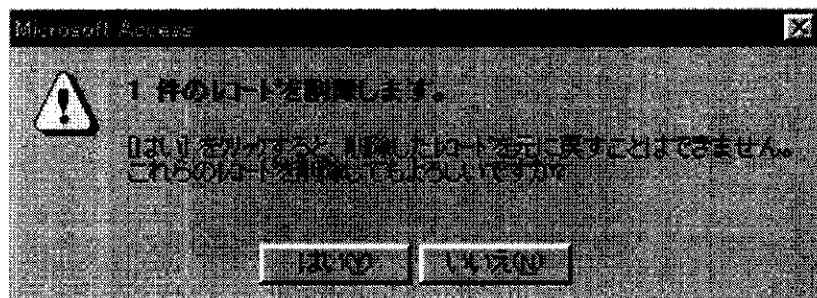 Microsoft Access
1 件のレコードを削除します。
[はい] をクリックすると、削除したレコードを元に戻すことはできません。
これらのレコードを削除してもよろしいですか?
はい(Y)
いいえ(N)